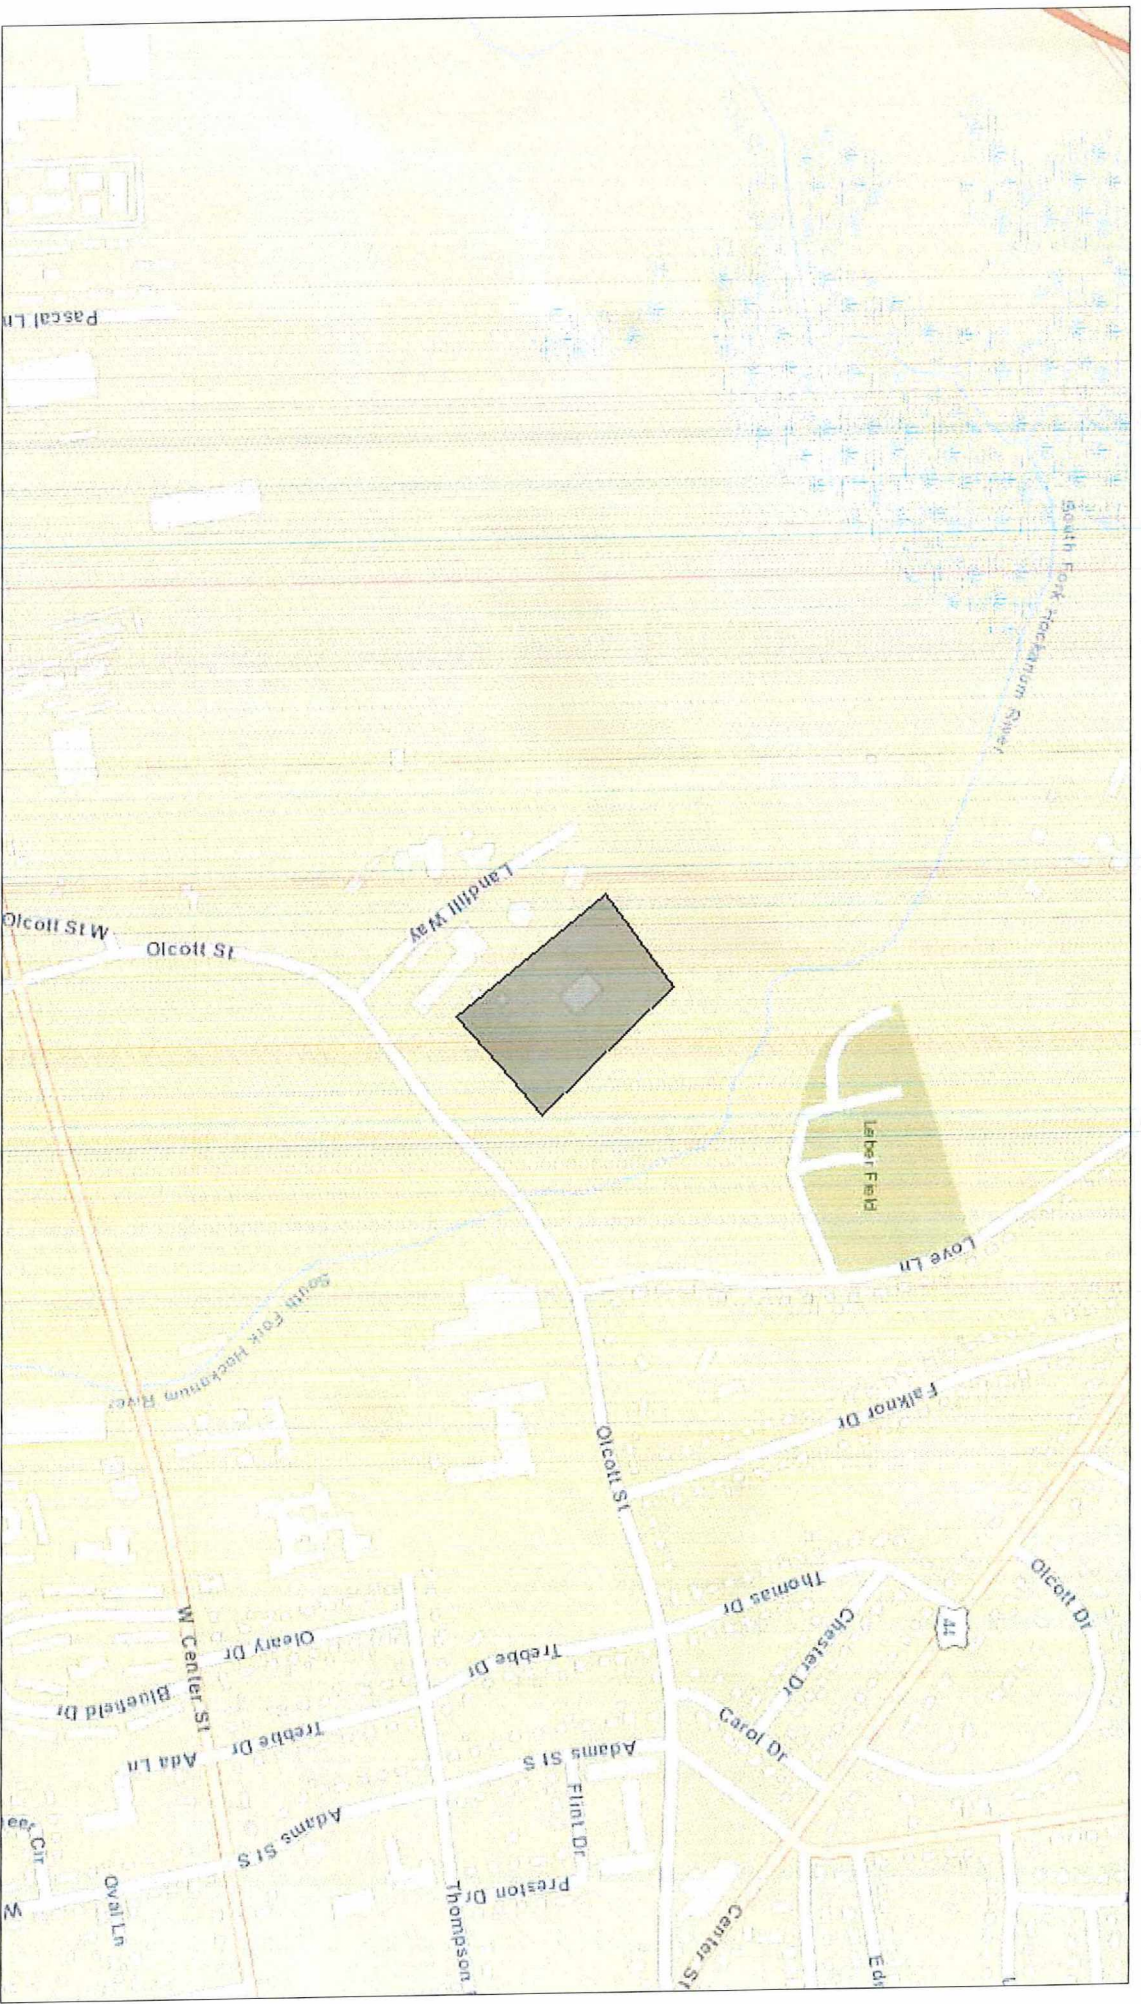 Pascal Ln
South Fork Hockanum River
Landfill Way
Olcott St W
Olcott St
Leber Field
Love Ln
South Fork Hockanum River
Falknor Dr
Olcott St
Thomas Dr
Olcott Dr
44
Chester Dr
W Center St
Oleary Dr
Trebbe Dr
Bluefield Dr
Carol Dr
Trebbe Dr
Ada Ln
Adams St S
Flint Dr
Adams St S
Cir
Oval Ln
W
Preston Dr
Thompson
Center St